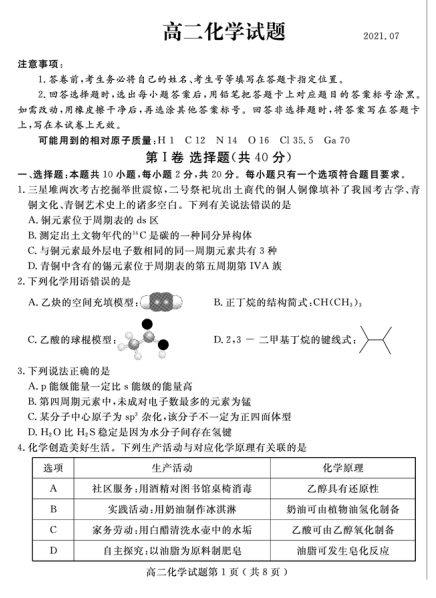 高二化学试题
2021.07
注意事项：
1.答卷前,考生务必将自己的姓名、考生号等填写在答题卡指定位置。
2.回答选择题时,选出每小题答案后,用铅笔把答题卡上对应题目的答案标号涂黑。
如需改动,用橡皮擦干净后,再选涂其他答案标号。回答非选择题时,将答案写在答题卡
上,写在本试卷上无效。
可能用到的相对原子质量:H 1 C 12 N 14 O 16 Cl 35.5 Ga 70
第Ⅰ卷 选择题(共 40 分)
一、选择题:本题共 10 小题,每小题 2 分,共 20 分。每小题只有一个选项符合题目要求。
1.三星堆两次考古挖掘举世震惊,二号祭祀坑出土商代的铜人铜像填补了我国考古学、青
铜文化、青铜艺术史上的诸多空白。下列有关说法错误的是
A.铜元素位于周期表的 ds 区
B.测定出土文物年代的¹⁴C 是碳的一种同分异构体
C.与铜元素最外层电子数相同的同一周期元素共有 3 种
D.青铜中含有的锡元素位于周期表的第五周期第 ⅣA 族
2.下列化学用语错误的是
A.乙炔的空间填充模型:
B.正丁烷的结构简式:CH(CH₃)₃
C.乙酸的球棍模型:
D.2,3 － 二甲基丁烷的键线式:
3.下列说法正确的是
A.p 能级能量一定比 s 能级的能量高
B.第四周期元素中,未成对电子数最多的元素为锰
C.某分子中心原子为 sp³ 杂化,该分子不一定为正四面体型
D.H₂O 比 H₂S 稳定是因为水分子间存在氢键
4.化学创造美好生活。下列生产活动与对应化学原理有关联的是
选项 生产活动 化学原理
A 社区服务:用酒精对图书馆桌椅消毒 乙醇具有还原性
B 实践活动:用奶油制作冰淇淋 奶油可由植物油氢化制备
C 家务劳动:用白醋清洗水壶中的水垢 乙酸可由乙醇氧化制备
D 自主探究:以油脂为原料制肥皂 油脂可发生皂化反应
高二化学试题第 1 页（共 8 页）